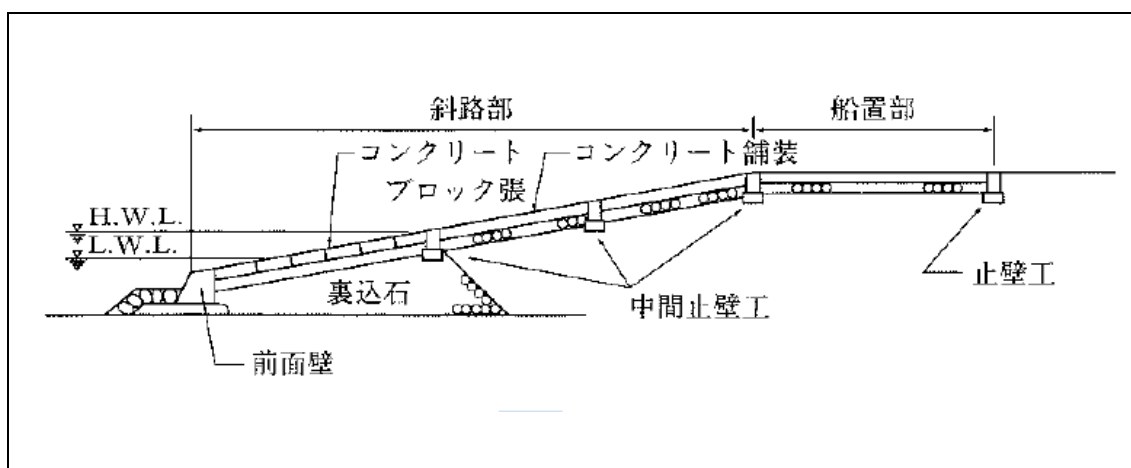 斜路部
船置部
コンクリート
ブロック張
コンクリート舗装
H.W.L.
L.W.L.
裏込石
中間止壁工
止壁工
前面壁